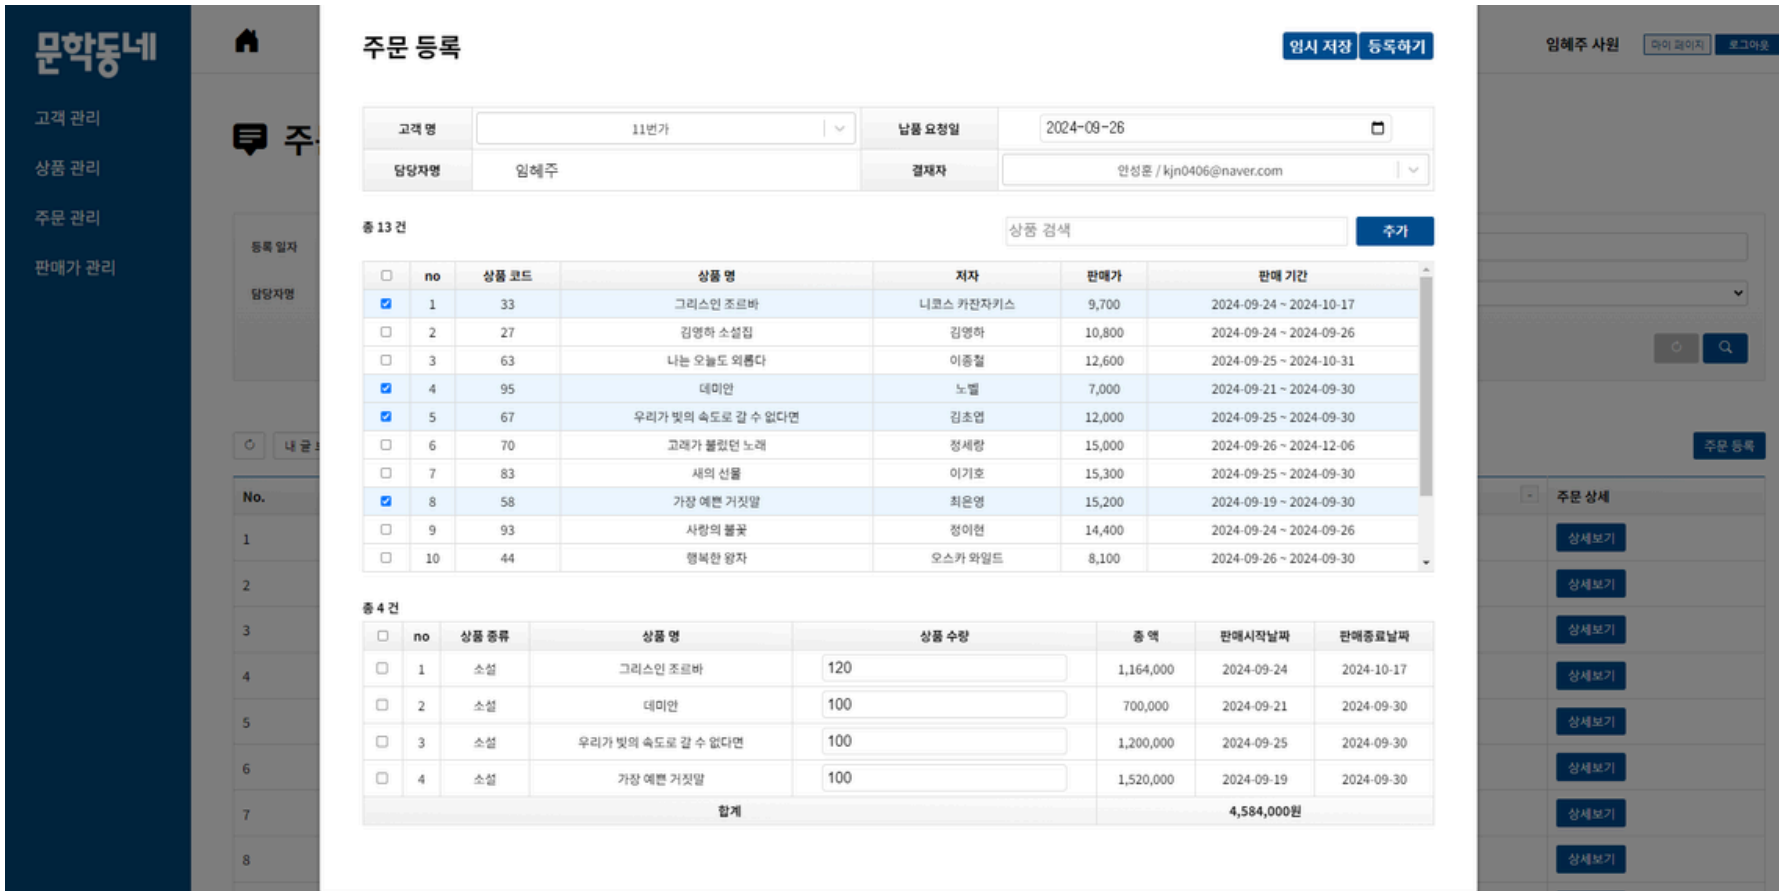 문학동네
고객 관리
상품 관리
주문 관리
판매가 관리
주
등록 일자
담당자명
내 글
No.
1
2
3
4
5
6
7
8
주문 등록
임시 저장 등록하기
고객 명 11번가 납품 요청일 2024-09-26
담당자명 임혜주 결재자 안성훈 / kjn0406@naver.com
총 13 건 상품 검색 추가
no 상품 코드 상품 명 저자 판매가 판매 기간
1 33 그리스인 조르바 니코스 카잔자키스 9,700 2024-09-24 ~ 2024-10-17
2 27 김영하 소설집 김영하 10,800 2024-09-24 ~ 2024-09-26
3 63 나는 오늘도 외롭다 이종철 12,600 2024-09-25 ~ 2024-10-31
4 95 데미안 노벨 7,000 2024-09-21 ~ 2024-09-30
5 67 우리가 빛의 속도로 갈 수 없다면 김초엽 12,000 2024-09-25 ~ 2024-09-30
6 70 고래가 불렀던 노래 정세랑 15,000 2024-09-26 ~ 2024-12-06
7 83 새의 선물 이기호 15,300 2024-09-25 ~ 2024-09-30
8 58 가장 예쁜 거짓말 최은영 15,200 2024-09-19 ~ 2024-09-30
9 93 사랑의 불꽃 정이현 14,400 2024-09-24 ~ 2024-09-26
10 44 행복한 왕자 오스카 와일드 8,100 2024-09-26 ~ 2024-09-30
총 4 건
no 상품 종류 상품 명 상품 수량 총 액 판매시작날짜 판매종료날짜
1 소설 그리스인 조르바 120 1,164,000 2024-09-24 2024-10-17
2 소설 데미안 100 700,000 2024-09-21 2024-09-30
3 소설 우리가 빛의 속도로 갈 수 없다면 100 1,200,000 2024-09-25 2024-09-30
4 소설 가장 예쁜 거짓말 100 1,520,000 2024-09-19 2024-09-30
합계 4,584,000원
임혜주 사원 마이 페이지 로그아웃
주문 등록
주문 상세
상세보기
상세보기
상세보기
상세보기
상세보기
상세보기
상세보기
상세보기